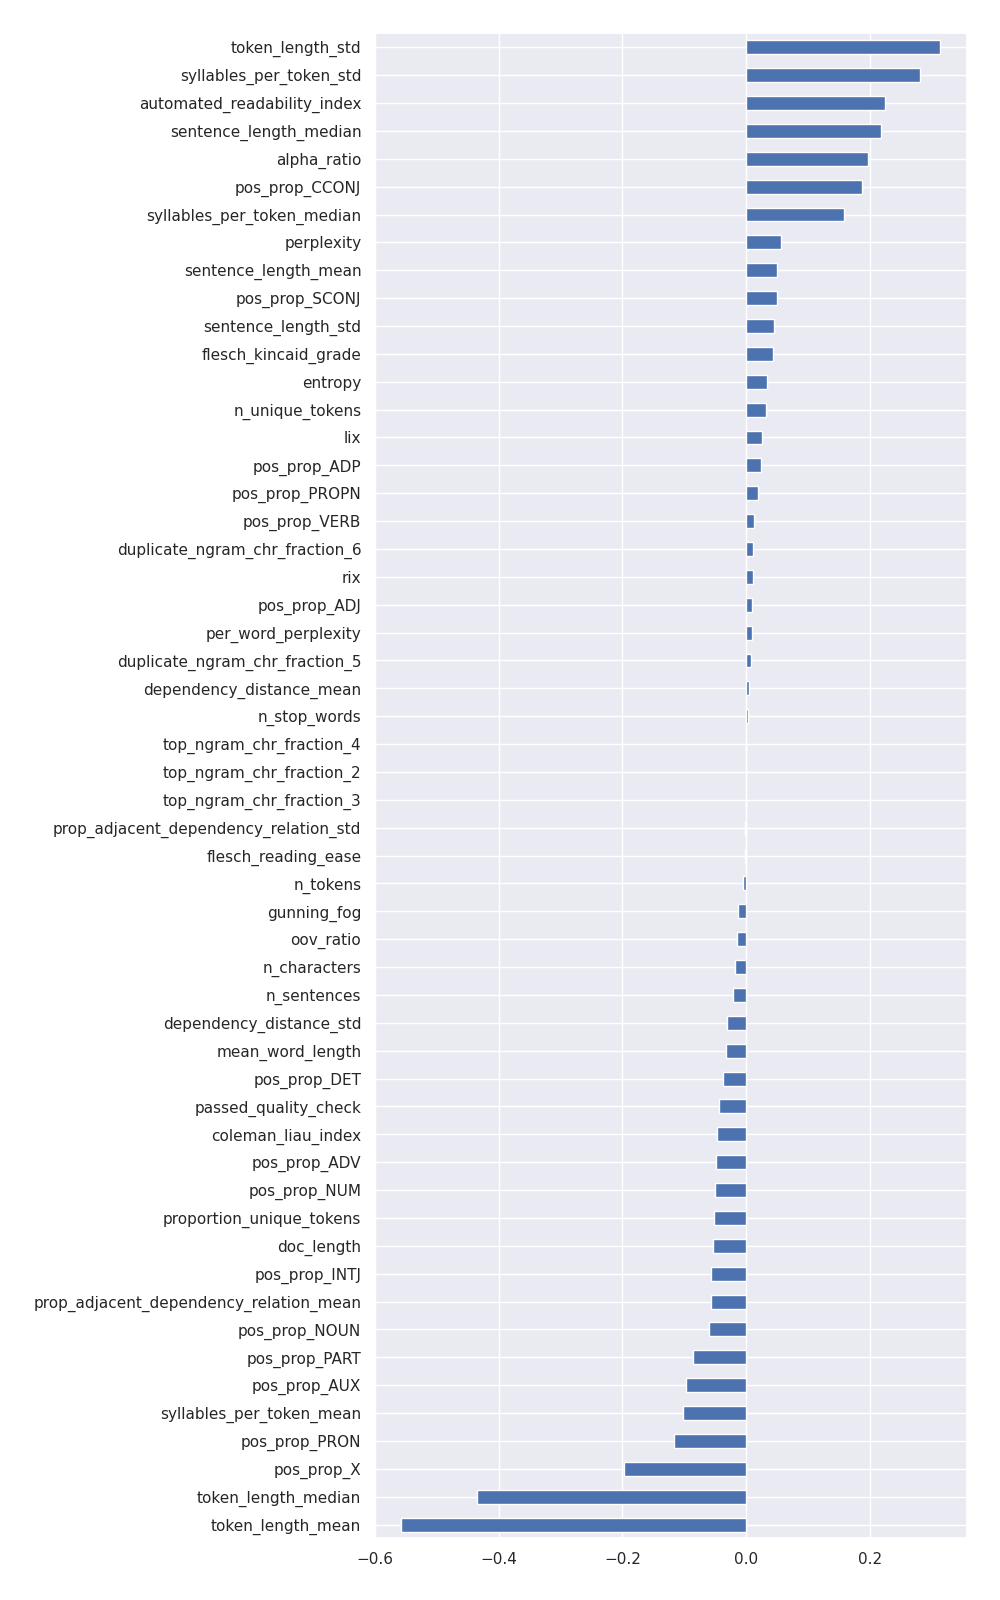 token_length_std
syllables_per_token_std
automated_readability_index
sentence_length_median
alpha_ratio
pos_prop_CCONJ
syllables_per_token_median
perplexity
sentence_length_mean
pos_prop_SCONJ
sentence_length_std
flesch_kincaid_grade
entropy
n_unique_tokens
lix
pos_prop_ADP
pos_prop_PROPN
pos_prop_VERB
duplicate_ngram_chr_fraction_6
rix
pos_prop_ADJ
per_word_perplexity
duplicate_ngram_chr_fraction_5
dependency_distance_mean
n_stop_words
top_ngram_chr_fraction_4
top_ngram_chr_fraction_2
top_ngram_chr_fraction_3
prop_adjacent_dependency_relation_std
flesch_reading_ease
n_tokens
gunning_fog
oov_ratio
n_characters
n_sentences
dependency_distance_std
mean_word_length
pos_prop_DET
passed_quality_check
coleman_liau_index
pos_prop_ADV
pos_prop_NUM
proportion_unique_tokens
doc_length
pos_prop_INTJ
prop_adjacent_dependency_relation_mean
pos_prop_NOUN
pos_prop_PART
pos_prop_AUX
syllables_per_token_mean
pos_prop_PRON
pos_prop_X
token_length_median
token_length_mean
−0.6 −0.4 −0.2 0.0 0.2